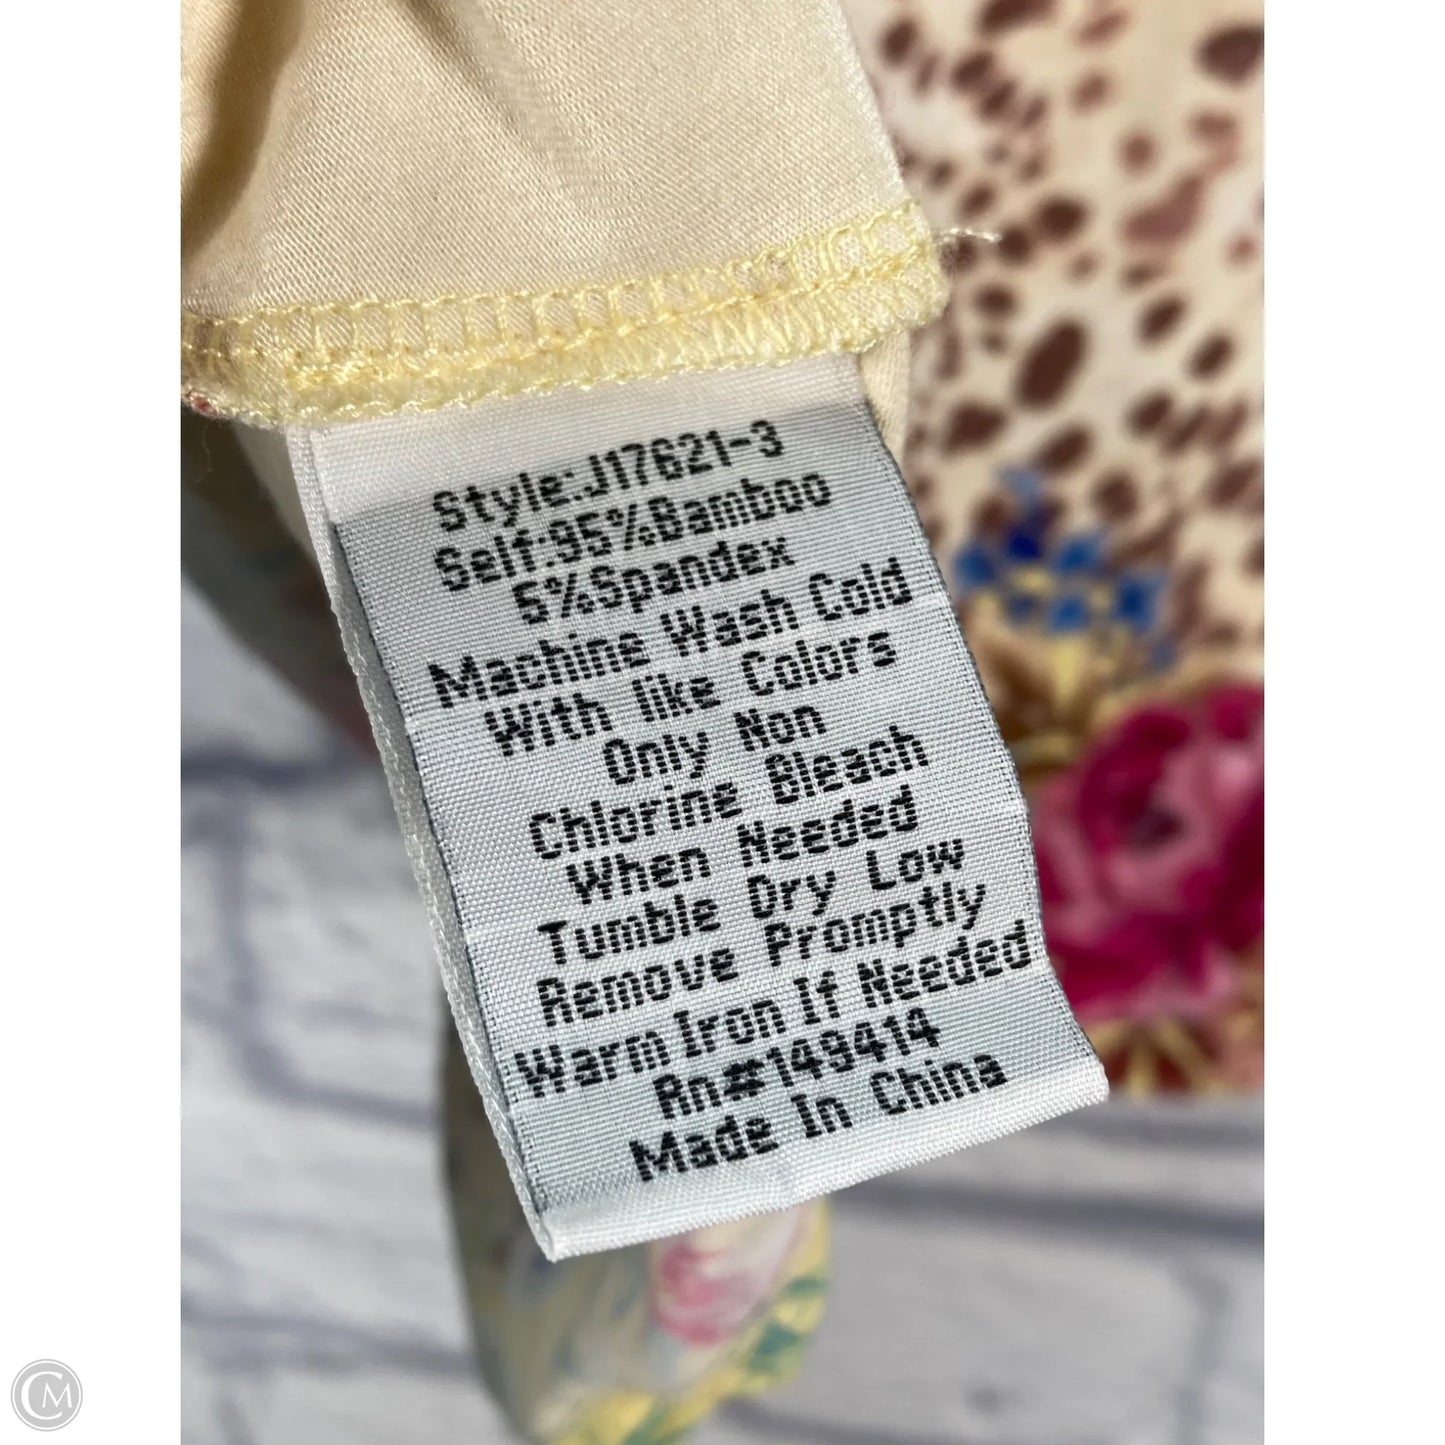 Style:J17621-3
Self:95%Bamboo
5%Spandex
Machine Wash Cold
With like Colors
Only Non
Chlorine Bleach
When Needed
Tumble Dry Low
Remove Promptly
Warm Iron If Needed
Rn#149414
Made In China
CM